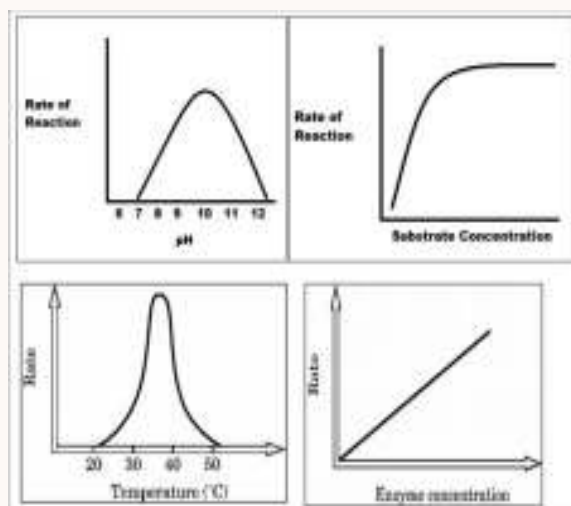 Rate of
Reaction
6 7 8 9 10 11 12
pH
Rate of
Reaction
Substrate Concentration
Rate
20 30 40 50
Temperature (°C)
Rate
Enzyme concentration